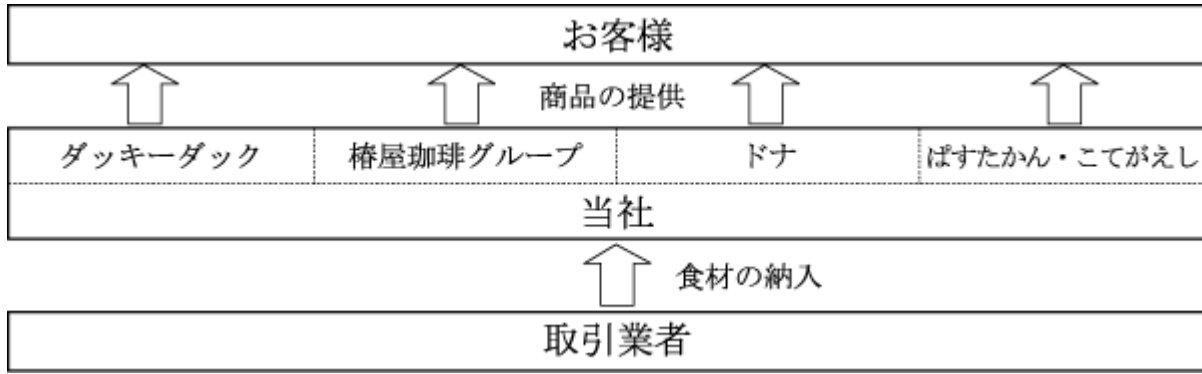 お客様
商品の提供
ダッキーダック 椿屋珈琲グループ ドナ ぱすたかん・こてがえし
当社
食材の納入
取引業者